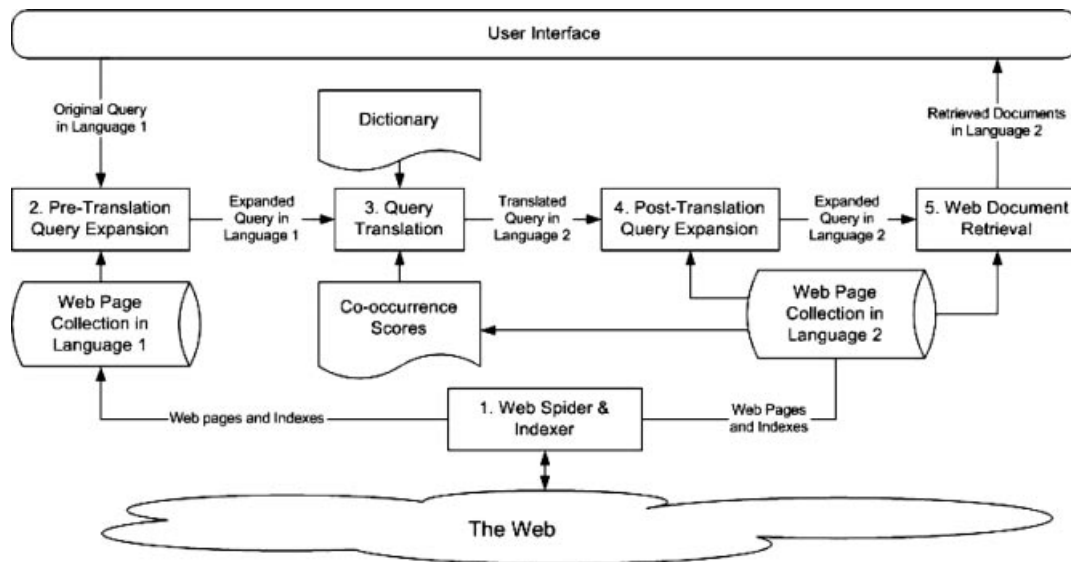 User Interface
Original Query
in Language 1
Dictionary
Retrieved Documents
in Language 2
2. Pre-Translation
Query Expansion
Expanded
Query in
Language 1
3. Query
Translation
Translated
Query in
Language 2
4. Post-Translation
Query Expansion
Expanded
Query in
Language 2
5. Web Document
Retrieval
Web Page
Collection in
Language 1
Co-occurrence
Scores
Web Page
Collection in
Language 2
Web pages and Indexes
1. Web Spider &
Indexer
Web Pages
and Indexes
The Web